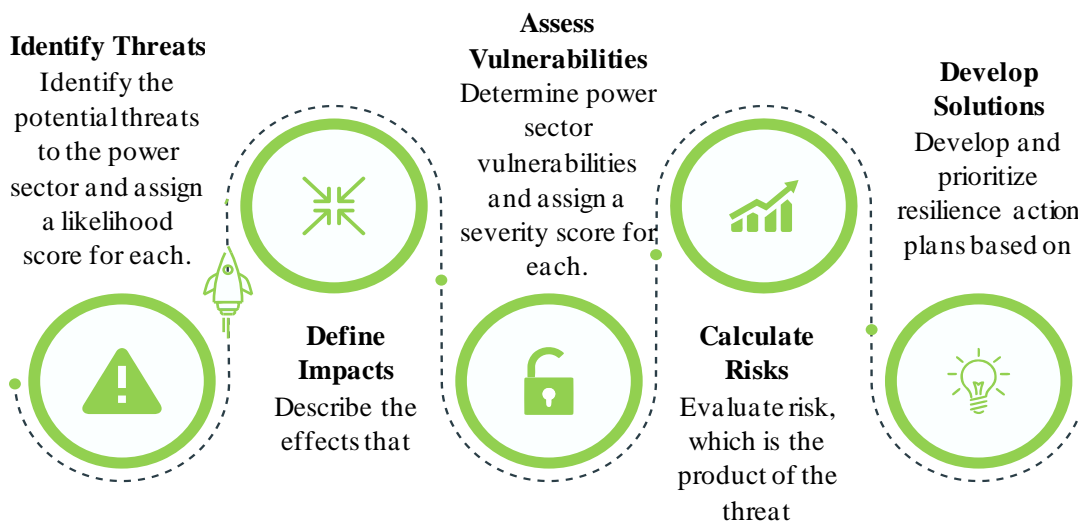 Identify Threats
Identify the
potential threats
to the power
sector and assign
a likelihood
score for each.
Define
Impacts
Describe the
effects that
Assess
Vulnerabilities
Determine power
sector
vulnerabilities
and assign a
severity score for
each.
Calculate
Risks
Evaluate risk,
which is the
product of the
threat
Develop
Solutions
Develop and
prioritize
resilience action
plans based on